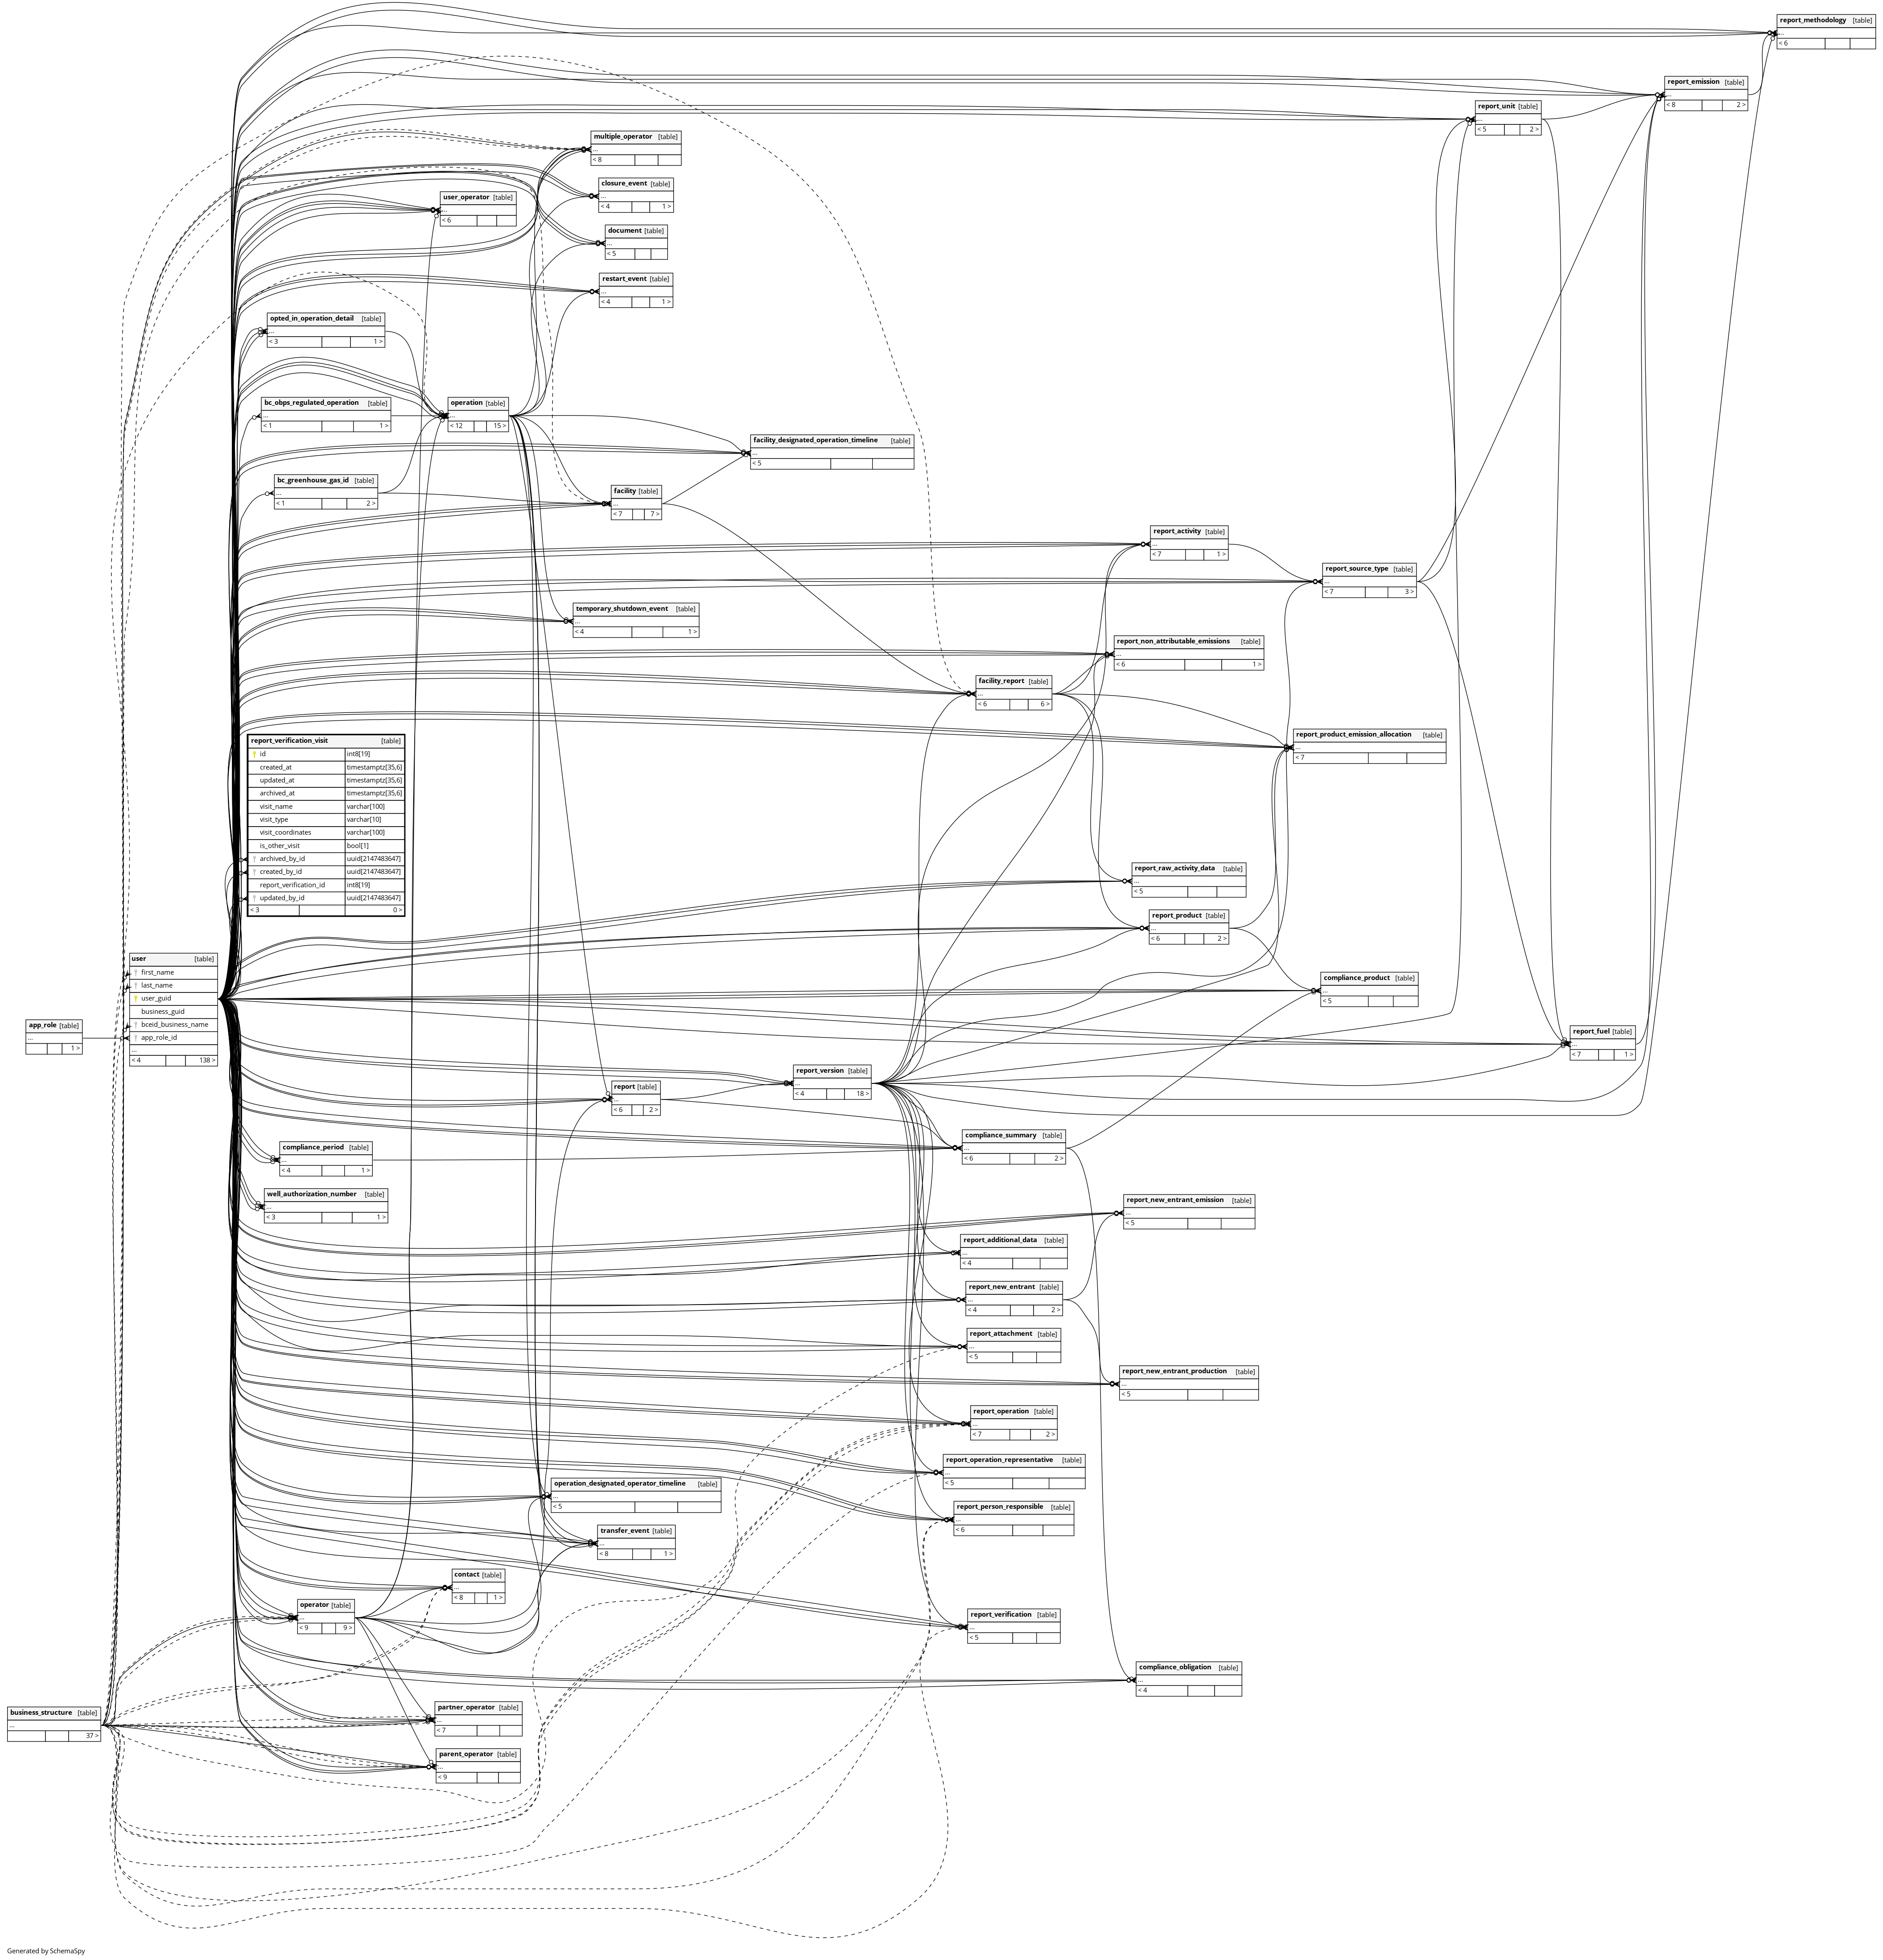 report_methodology [table]
...
< 6
report_emission [table]
...
< 8 2 >
report_unit [table]
...
< 5 2 >
multiple_operator [table]
...
< 8
closure_event [table]
...
< 4 1 >
user_operator [table]
...
< 6
document [table]
...
< 5
restart_event [table]
...
< 4 1 >
opted_in_operation_detail [table]
...
< 3 1 >
bc_obps_regulated_operation [table]
...
< 1 1 >
operation [table]
...
< 12 15 >
facility_designated_operation_timeline [table]
...
< 5
bc_greenhouse_gas_id [table]
...
< 1 2 >
facility [table]
...
< 7 7 >
report_activity [table]
...
< 7 1 >
report_source_type [table]
...
< 7 3 >
temporary_shutdown_event [table]
...
< 4 1 >
report_non_attributable_emissions [table]
...
< 6 1 >
facility_report [table]
...
< 6 6 >
report_product_emission_allocation [table]
...
< 7
report_verification_visit [table]
id int8[19]
created_at timestamptz[35,6]
updated_at timestamptz[35,6]
archived_at timestamptz[35,6]
visit_name varchar[100]
visit_type varchar[10]
visit_coordinates varchar[100]
is_other_visit bool[1]
archived_by_id uuid[2147483647]
created_by_id uuid[2147483647]
report_verification_id int8[19]
updated_by_id uuid[2147483647]
< 3 0 >
report_raw_activity_data [table]
...
< 5
report_product [table]
...
< 6 2 >
user [table]
first_name
last_name
user_guid
business_guid
bceid_business_name
app_role_id
...
< 4 138 >
compliance_product [table]
...
< 5
app_role [table]
...
1 >
report_fuel [table]
...
< 7 1 >
report_version [table]
...
< 4 18 >
report [table]
...
< 6 2 >
compliance_summary [table]
...
< 6 2 >
compliance_period [table]
...
< 4 1 >
well_authorization_number [table]
...
< 3 1 >
report_new_entrant_emission [table]
...
< 5
report_additional_data [table]
...
< 4
report_new_entrant [table]
...
< 4 2 >
report_attachment [table]
...
< 5
report_new_entrant_production [table]
...
< 5
report_operation [table]
...
< 7 2 >
report_operation_representative [table]
...
< 5
operation_designated_operator_timeline [table]
...
< 5
report_person_responsible [table]
...
< 6
transfer_event [table]
...
< 8 1 >
contact [table]
...
< 8 1 >
operator [table]
...
< 9 9 >
report_verification [table]
...
< 5
compliance_obligation [table]
...
< 4
partner_operator [table]
...
< 7
business_structure [table]
...
37 >
parent_operator [table]
...
< 9
Generated by SchemaSpy